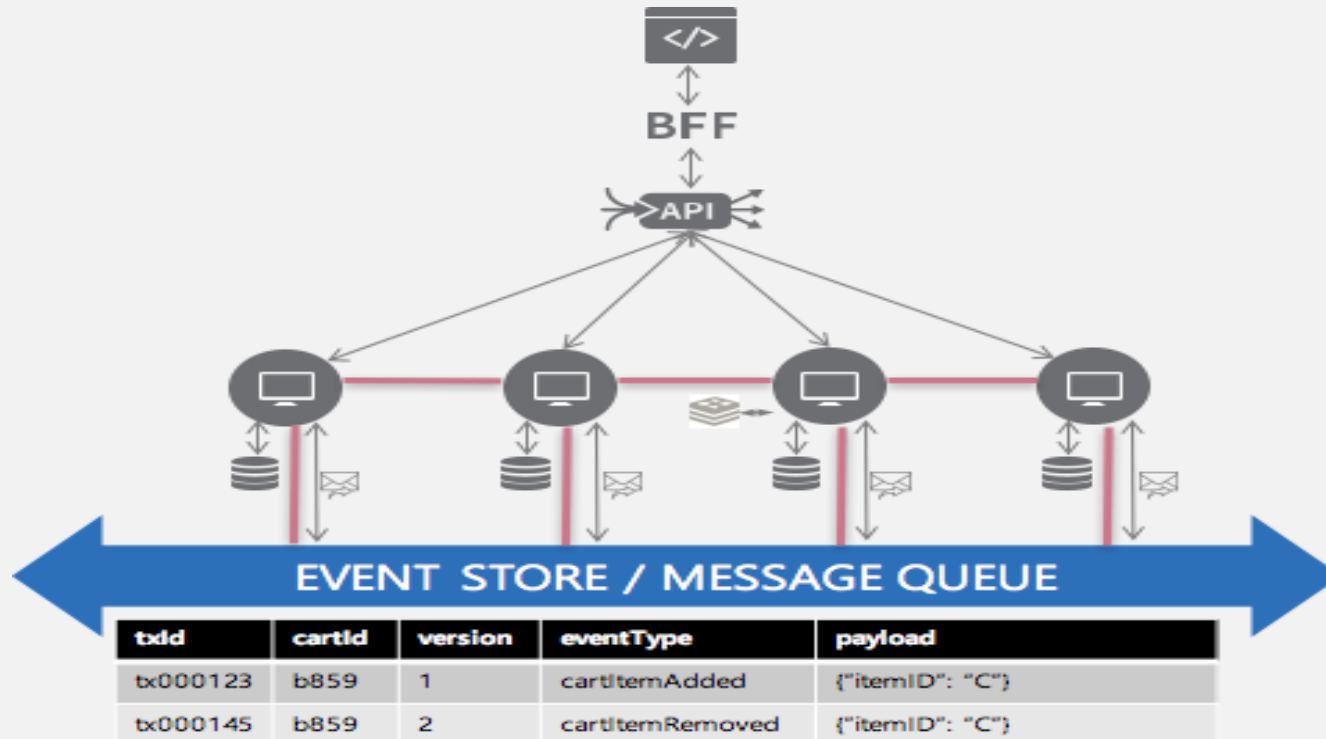 </>
BFF
API
EVENT STORE / MESSAGE QUEUE
txId cartId version eventType payload
tx000123 b859 1 cartItemAdded {"itemID": "C"}
tx000145 b859 2 cartItemRemoved {"itemID": "C"}